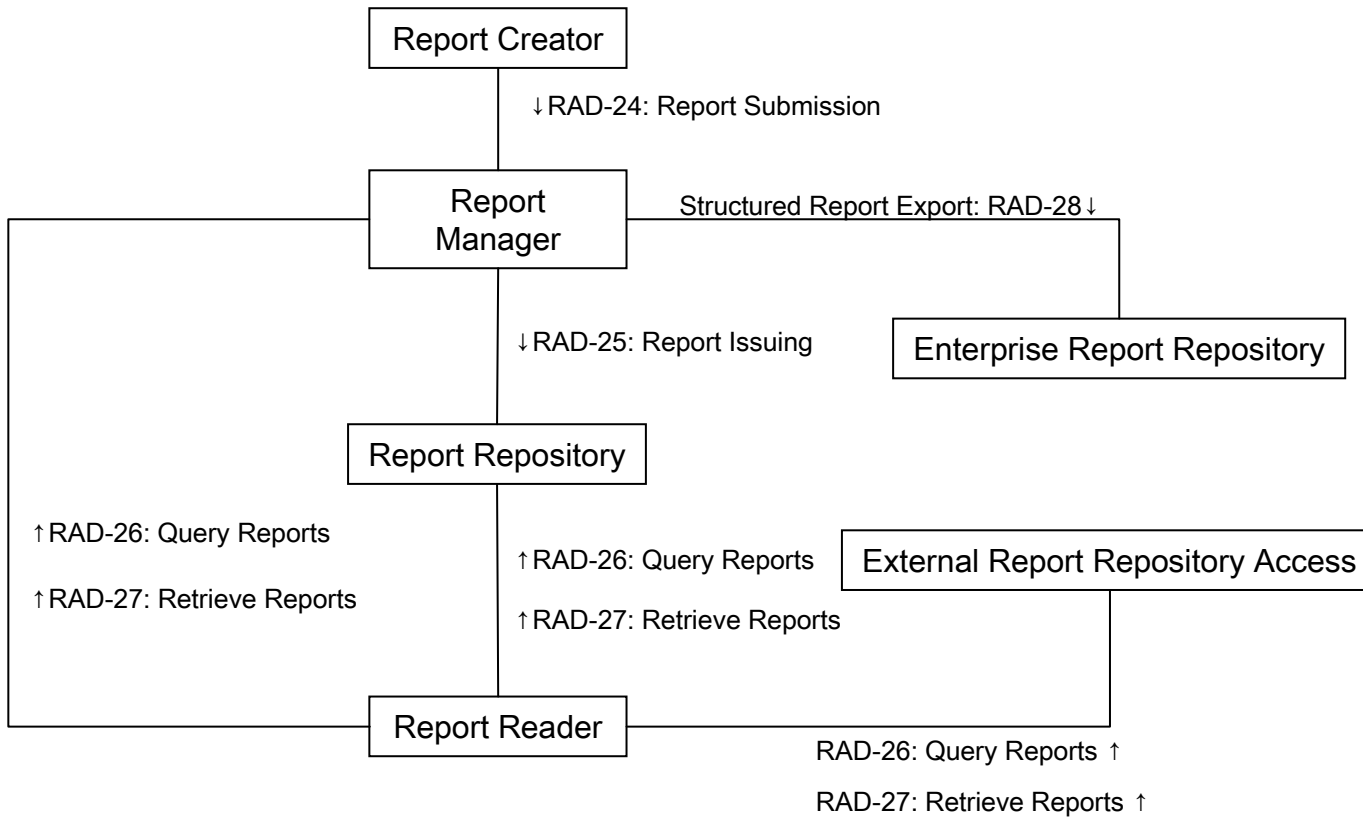 Report Creator
↓RAD-24: Report Submission
Report
Manager
Structured Report Export: RAD-28↓
↓RAD-25: Report Issuing
Enterprise Report Repository
Report Repository
↑RAD-26: Query Reports
↑RAD-27: Retrieve Reports
↑RAD-26: Query Reports
↑RAD-27: Retrieve Reports
External Report Repository Access
Report Reader
RAD-26: Query Reports ↑
RAD-27: Retrieve Reports ↑